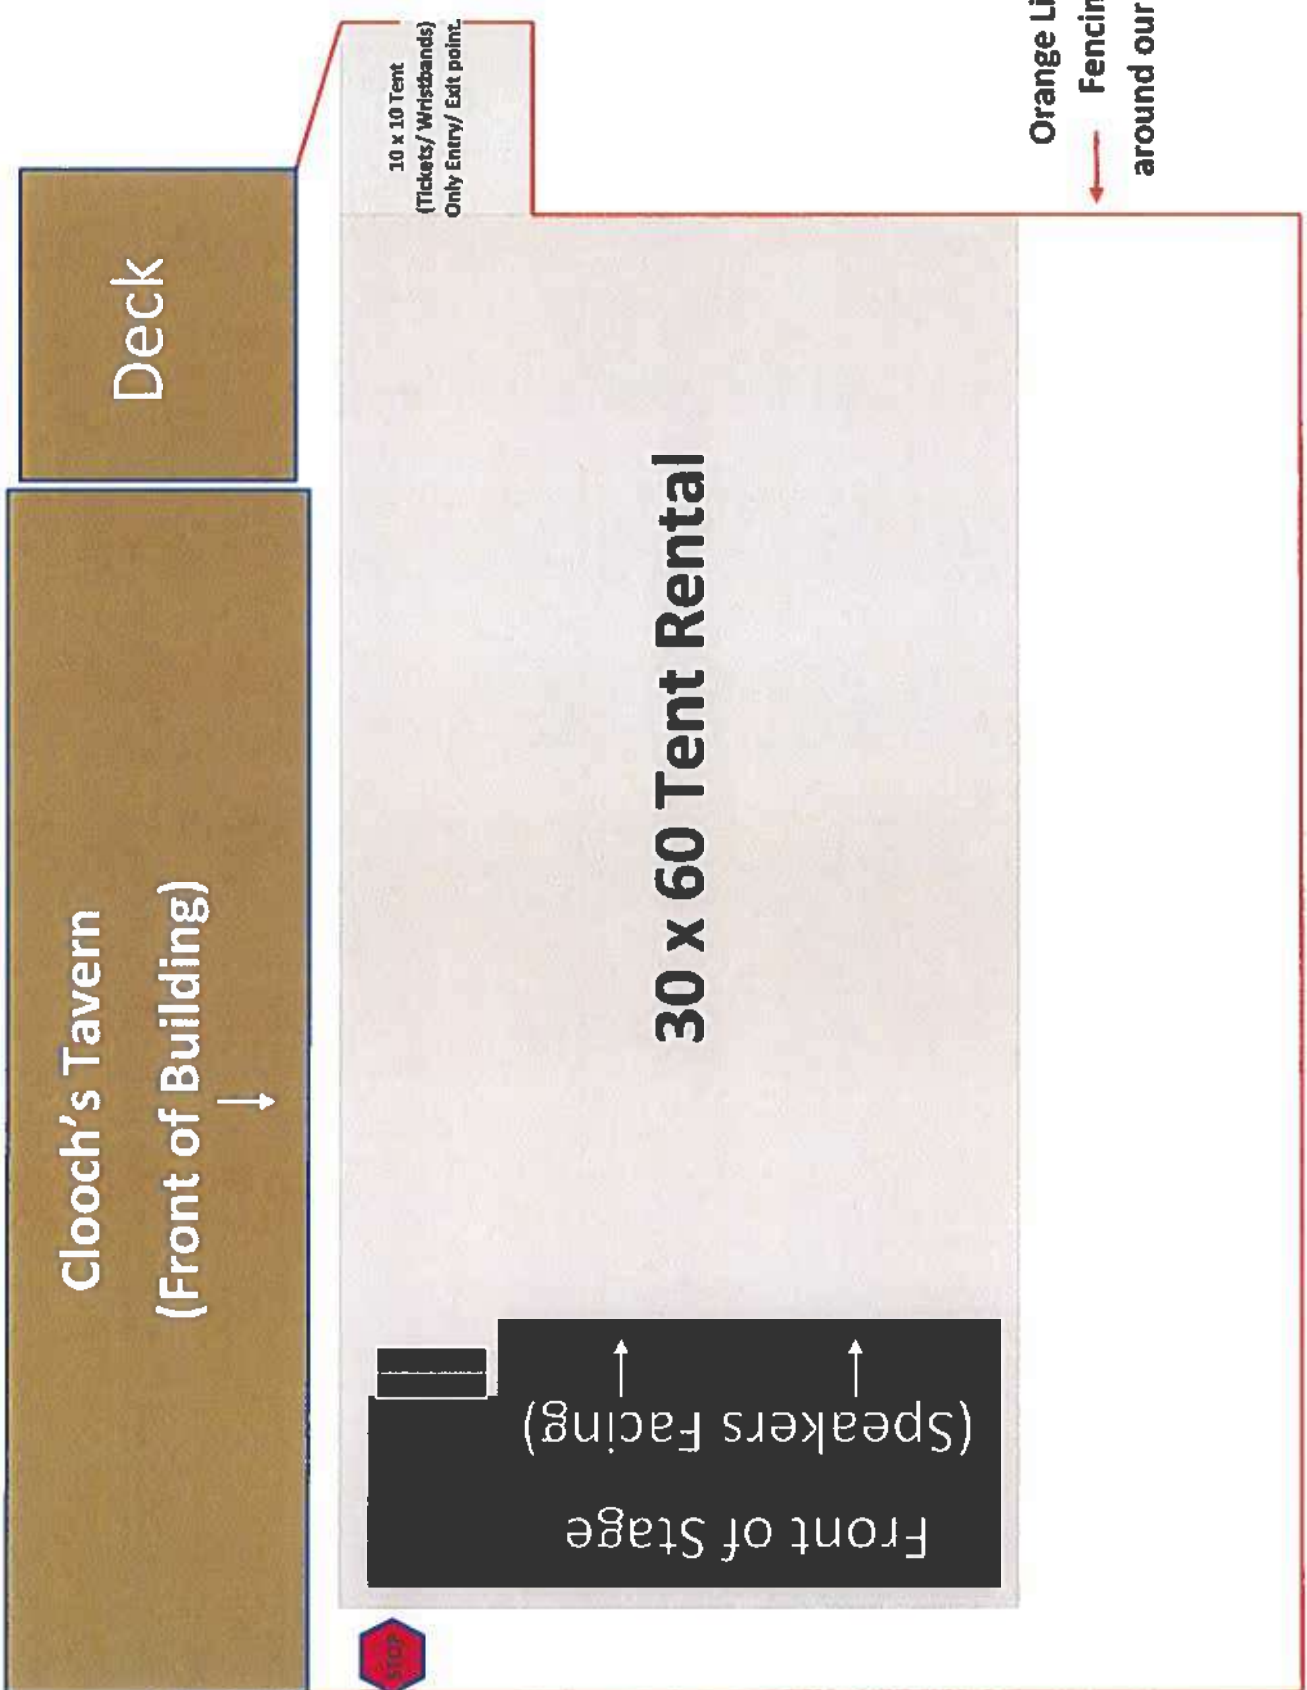 Clooch's Tavern
(Front of Building)
Deck
10 x 10 Tent
(Tickets/ Wristbands)
Only Entry/ Exit point.
30 x 60 Tent Rental
Front of Stage
(Speakers Facing)
STOP
Orange Li
Fencin
around our